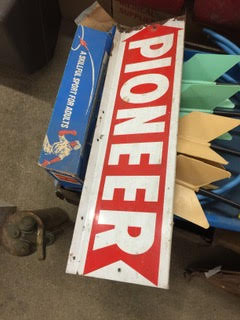 A SKILLFUL SPORT FOR ADULTS
PIONEER